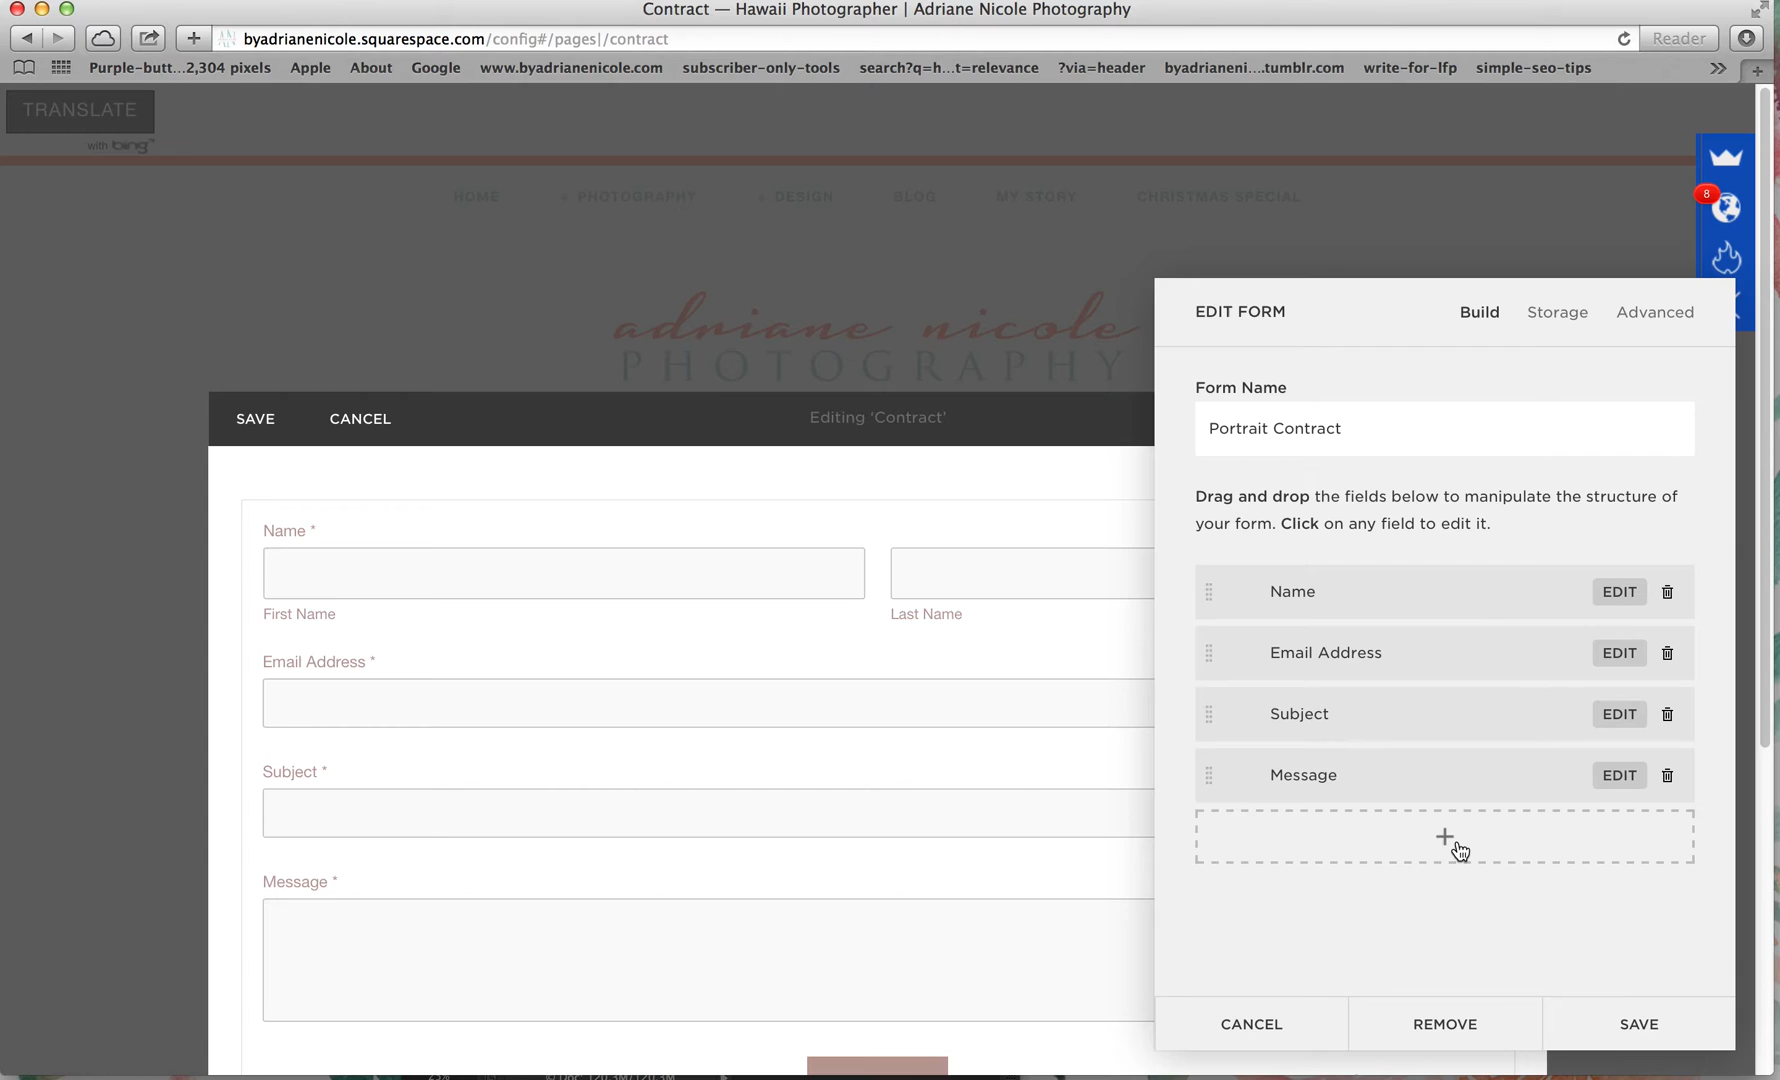 Contract — Hawaii Photographer | Adriane Nicole Photography
byadrianenicole.squarespace.com/config#/pages|/contract
Reader
Purple-butt...2,304 pixels Apple About Google www.byadrianenicole.com subscriber-only-tools search?q=h...t=relevance ?via=header byadrianeni....tumblr.com write-for-lfp simple-seo-tips
TRANSLATE
with bing™
HOME PHOTOGRAPHY DESIGN BLOG MY STORY CHRISTMAS SPECIAL
8
adriane nicole
PHOTOGRAPHY
SAVE CANCEL Editing ‘Contract’
Name *
First Name Last Name
Email Address *
Subject *
Message *
EDIT FORM Build Storage Advanced
Form Name
Portrait Contract
Drag and drop the fields below to manipulate the structure of
your form. Click on any field to edit it.
Name EDIT
Email Address EDIT
Subject EDIT
Message EDIT
CANCEL REMOVE SAVE